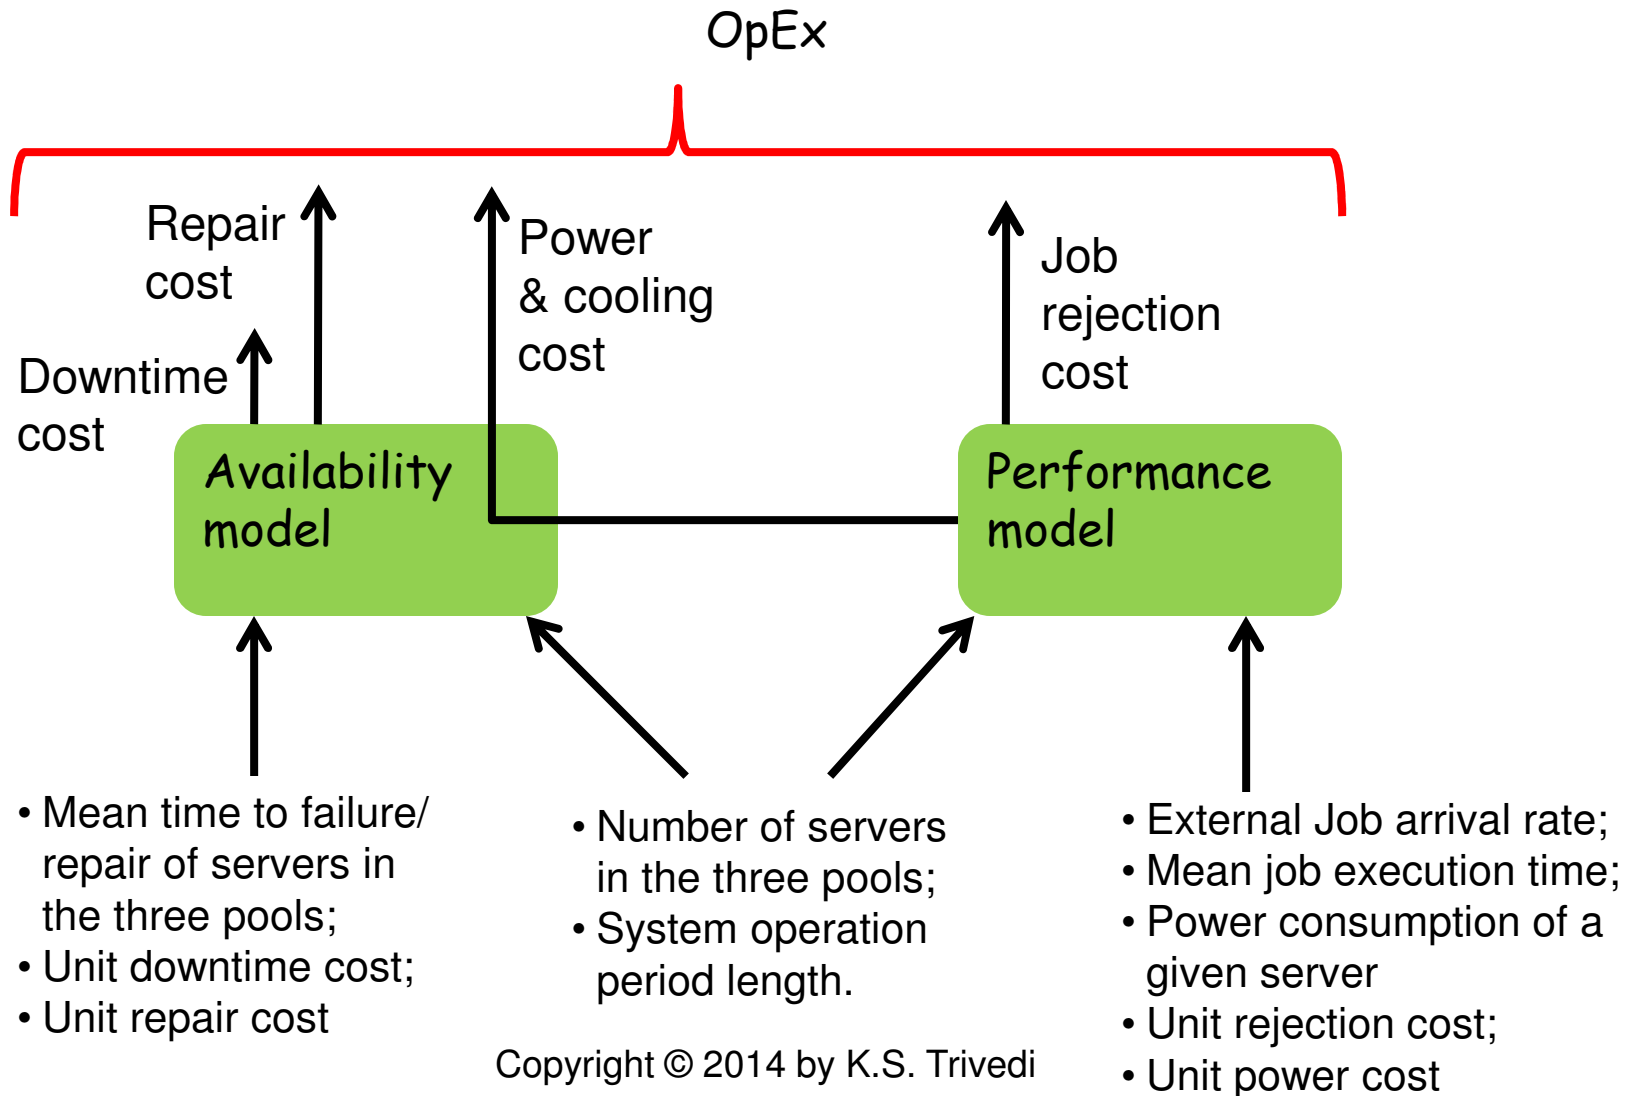 OpEx
Repair
cost
Power
& cooling
cost
Job
rejection
cost
Downtime
cost
Availability
model
Performance
model
• Mean time to failure/
repair of servers in
the three pools;
• Unit downtime cost;
• Unit repair cost
• Number of servers
in the three pools;
• System operation
period length.
• External Job arrival rate;
• Mean job execution time;
• Power consumption of a
given server
• Unit rejection cost;
• Unit power cost
Copyright © 2014 by K.S. Trivedi